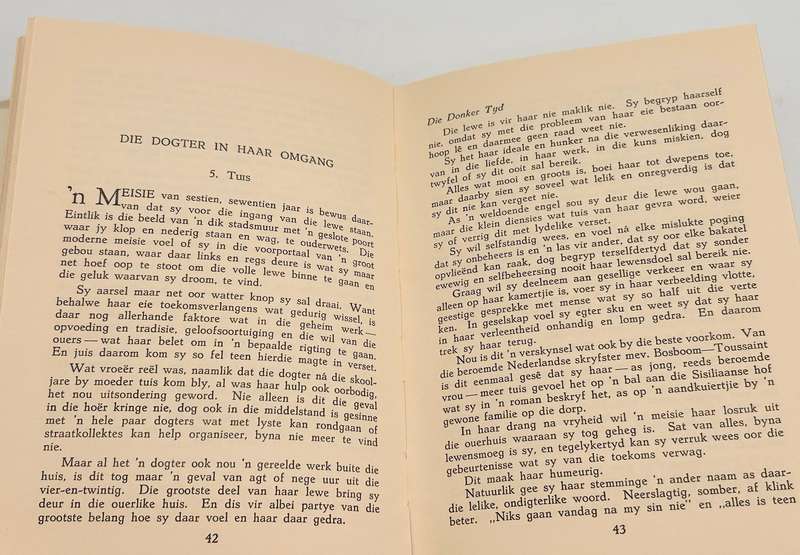 DIE DOGTER IN HAAR OMGANG
5. Tuis
'n MEISIE van sestien, sewentien jaar is bewus daar-
van dat sy voor die ingang van die lewe staan.
Eintlik is die beeld van 'n dik stadsmuur met 'n geslote poort
waar jy klop en nederig staan en wag, te ouderwets. Die
moderne meisie voel of sy in die voorportaal van 'n groot
gebou staan, waar daar links en regs deure is wat sy maar
net hoef oop te stoot om die volle lewe binne te gaan en
die geluk waarvan sy droom, te vind.
Sy aarsel maar net oor watter knop sy sal draai. Want
behalwe haar eie toekomsverlangens wat gedurig wissel, is
daar nog allerhande faktore wat in die geheim werk—
opvoeding en tradisie, geloofsoortuiging en die wil van die
ouers—wat haar belet om in 'n bepaalde rigting te gaan.
En juis daarom kom sy so fel teen hierdie magte in verset.
Wat vroeër reël was, naamlik dat die dogter ná die skool-
jare by moeder tuis kom bly, al was haar hulp ook oorbodig,
het nou uitsondering geword. Nie alleen is dit die geval
in die hoër kringe nie, dog ook in die middelstand is gesinne
met 'n hele paar dogters wat met lyste kan rondgaan of
straatkollektes kan help organiseer, byna nie meer te vind
nie.
Maar al het 'n dogter ook nou 'n gereelde werk buite die
huis, is dit tog maar 'n geval van agt of nege uur uit die
vier-en-twintig. Die grootste deel van haar lewe bring sy
deur in die ouerlike huis. En dis vir albei partye van die
grootste belang hoe sy daar voel en haar daar gedra.
42
Die Donker Tyd
Die lewe is vir haar nie maklik nie. Sy begryp haarself
nie, omdat sy met die probleem van haar eie bestaan oor-
hoop lê en daarmee geen raad weet nie.
Sy het haar ideale en hunker na die verwesenliking daar-
van in die liefde, in haar werk, in die kuns miskien, dog
twyfel of sy dit ooit sal bereik.
Alles wat mooi en groots is, boei haar tot dwepens toe,
maar daarby sien sy soveel wat lelik en onregverdig is dat
sy dit nie kan vergeet nie.
As 'n weldoende engel sou sy deur die lewe wou gaan,
maar die klein diensies wat tuis van haar gevra word, weier
sy of verrig dit met lydelike verset.
Sy wil selfstandig wees, en voel ná elke mislukte poging
dat sy onbeheers is en 'n las vir ander, dat sy oor elke bakatel
opvlieënd kan raak, dog begryp terselfdertyd dat sy sonder
ewewig en selfbeheersing nooit haar lewensdoel sal bereik nie.
Graag wil sy deelneem aan gesellige verkeer en waar sy
alleen op haar kamertjie is, voer sy in haar verbeelding vlotte,
geestige gesprekke met mense wat sy so half uit die verte
ken. In geselskap voel sy egter sku en weet sy dat sy haar
in haar verleentheid onhandig en lomp gedra. En daarom
trek sy haar terug.
Nou is dit 'n verskynsel wat ook by die beste voorkom. Van
die beroemde Nederlandse skryfster mev. Bosboom—Toussaint
is dit eenmaal gesê dat sy haar—as jong, reeds beroemde
vrou—meer tuis gevoel het op 'n bal aan die Sisiliaanse hof
wat sy in 'n roman beskryf het, as op 'n aandkuiertjie by 'n
gewone familie op die dorp.
In haar drang na vryheid wil 'n meisie haar losruk uit
die ouerhuis waaraan sy tog geheg is. Sat van alles, byna
lewensmoeg is sy, en tegelykertyd kan sy verruk wees oor die
gebeurtenisse wat sy van die toekoms verwag.
Dit maak haar humeurig.
Natuurlik gee sy haar stemminge 'n ander naam as daar-
die lelike, ondigterlike woord. Neerslagtig, somber, af klink
beter. „Niks gaan vandag na my sin nie" en „alles is teen
43